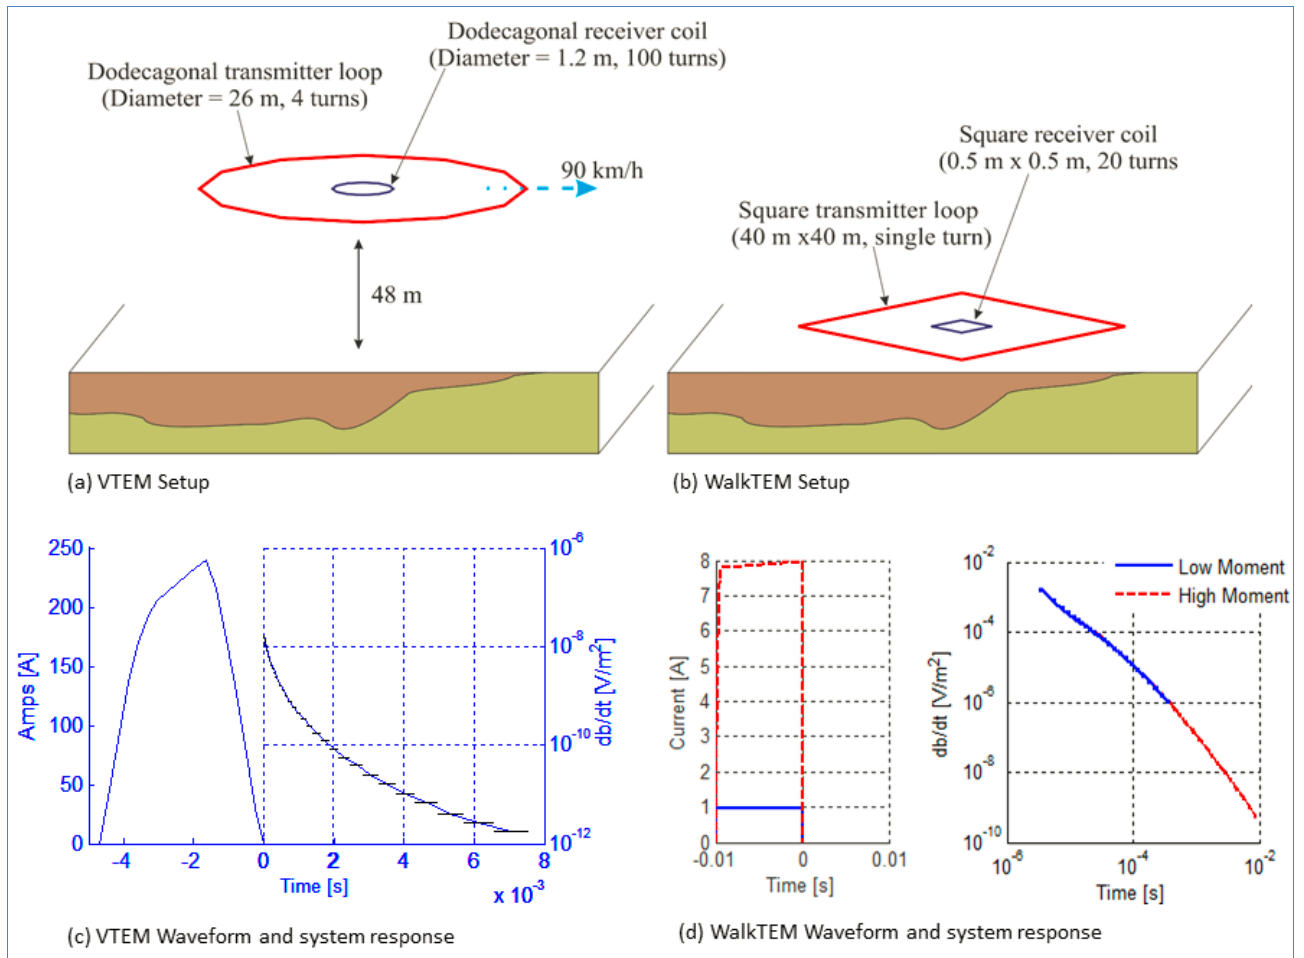 Dodecagonal receiver coil
(Diameter = 1.2 m, 100 turns)
Dodecagonal transmitter loop
(Diameter = 26 m, 4 turns)
90 km/h
48 m
Square receiver coil
(0.5 m x 0.5 m, 20 turns
Square transmitter loop
(40 m x40 m, single turn)
(a) VTEM Setup
(b) WalkTEM Setup
250
200
150
100
50
0
Amps [A]
-4
-2
0
2
4
6
8
Time [s]
x 10-3
10-6
10-8
10-10
10-12
db/dt [V/m2]
8
7
6
5
4
3
2
1
0
Current [A]
-0.01
0
0.01
Time [s]
10-2
10-4
10-6
10-8
10-10
db/dt [V/m2]
Low Moment
High Moment
10-6
10-4
10-2
Time [s]
(c) VTEM Waveform and system response
(d) WalkTEM Waveform and system response